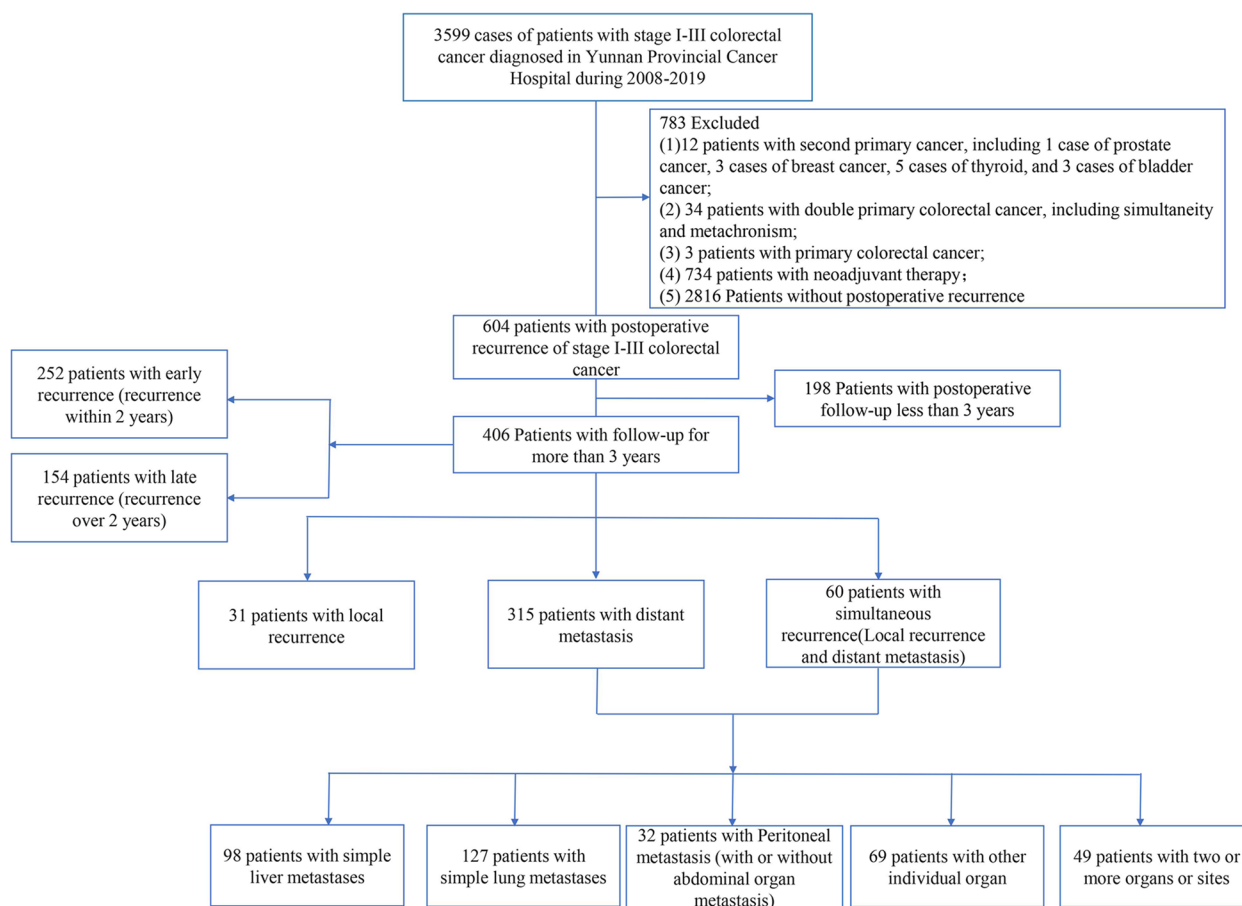 3599 cases of patients with stage I-III colorectal
cancer diagnosed in Yunnan Provincial Cancer
Hospital during 2008-2019
783 Excluded
(1)12 patients with second primary cancer, including 1 case of prostate
cancer, 3 cases of breast cancer, 5 cases of thyroid, and 3 cases of bladder
cancer;
(2) 34 patients with double primary colorectal cancer, including simultaneity
and metachronism;
(3) 3 patients with primary colorectal cancer;
(4) 734 patients with neoadjuvant therapy；
(5) 2816 Patients without postoperative recurrence
604 patients with postoperative
recurrence of stage I-III colorectal
cancer
252 patients with early
recurrence (recurrence
within 2 years)
198 Patients with postoperative
follow-up less than 3 years
406 Patients with follow-up for
more than 3 years
154 patients with late
recurrence (recurrence
over 2 years)
31 patients with local
recurrence
315 patients with distant
metastasis
60 patients with
simultaneous
recurrence(Local recurrence
and distant metastasis)
98 patients with simple
liver metastases
127 patients with
simple lung metastases
32 patients with Peritoneal
metastasis (with or without
abdominal organ
metastasis)
69 patients with other
individual organ
49 patients with two or
more organs or sites